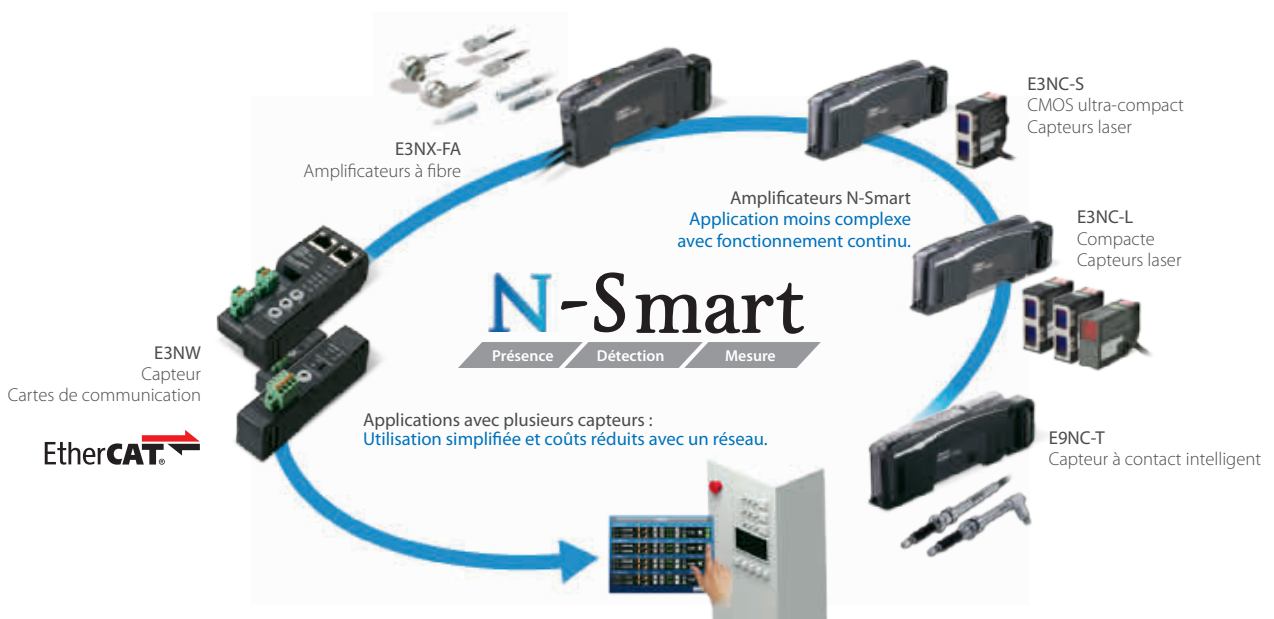 E3NX-FA
Amplificateurs à fibre
E3NC-S
CMOS ultra-compact
Capteurs laser
Amplificateurs N-Smart
Application moins complexe
avec fonctionnement continu.
E3NC-L
Compacte
Capteurs laser
N-Smart
Présence Détection Mesure
E3NW
Capteur
Cartes de communication
EtherCAT®
Applications avec plusieurs capteurs :
Utilisation simplifiée et coûts réduits avec un réseau.
E9NC-T
Capteur à contact intelligent